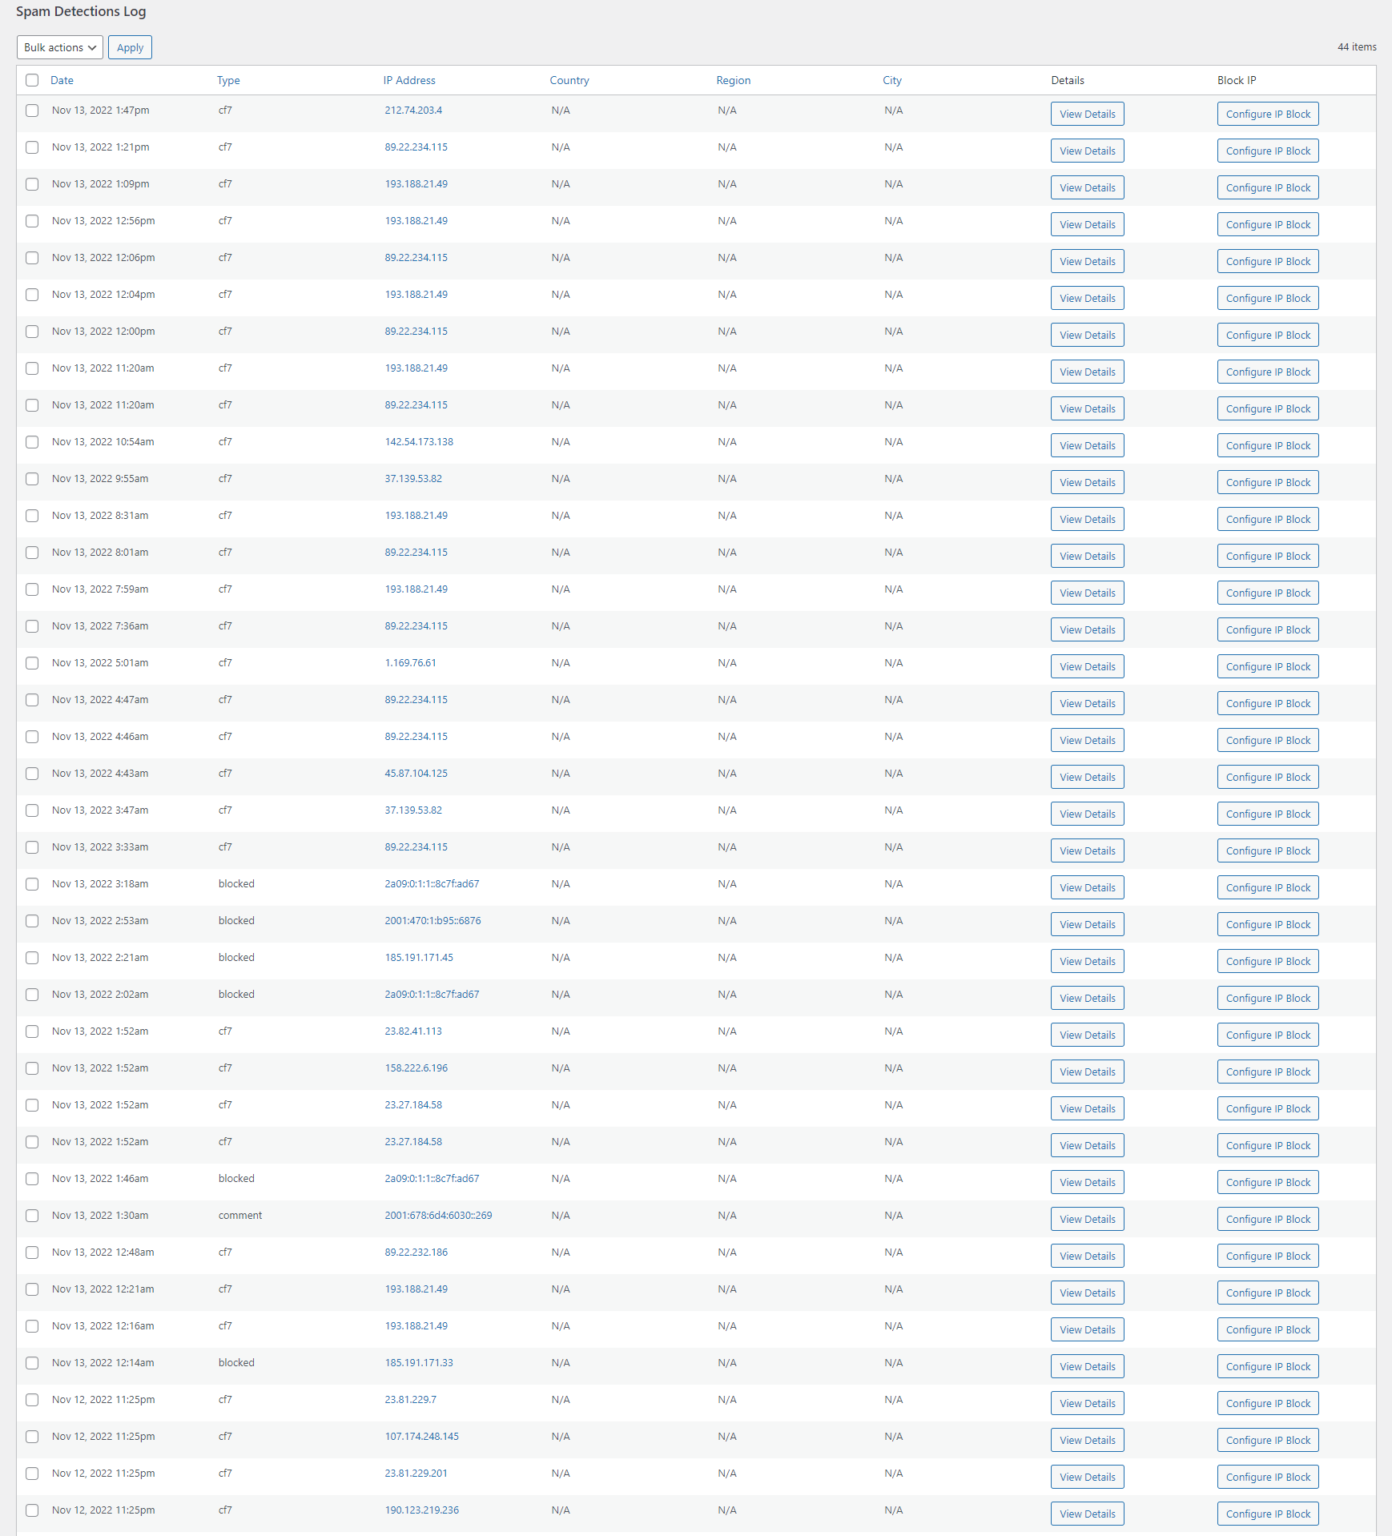 Spam Detections Log
Bulk actions Apply 44 items
Date Type IP Address Country Region City Details Block IP
Nov 13, 2022 1:47pm cf7 212.74.203.4 N/A N/A N/A View Details Configure IP Block
Nov 13, 2022 1:21pm cf7 89.22.234.115 N/A N/A N/A View Details Configure IP Block
Nov 13, 2022 1:09pm cf7 193.188.21.49 N/A N/A N/A View Details Configure IP Block
Nov 13, 2022 12:56pm cf7 193.188.21.49 N/A N/A N/A View Details Configure IP Block
Nov 13, 2022 12:06pm cf7 89.22.234.115 N/A N/A N/A View Details Configure IP Block
Nov 13, 2022 12:04pm cf7 193.188.21.49 N/A N/A N/A View Details Configure IP Block
Nov 13, 2022 12:00pm cf7 89.22.234.115 N/A N/A N/A View Details Configure IP Block
Nov 13, 2022 11:20am cf7 193.188.21.49 N/A N/A N/A View Details Configure IP Block
Nov 13, 2022 11:20am cf7 89.22.234.115 N/A N/A N/A View Details Configure IP Block
Nov 13, 2022 10:54am cf7 142.54.173.138 N/A N/A N/A View Details Configure IP Block
Nov 13, 2022 9:55am cf7 37.139.53.82 N/A N/A N/A View Details Configure IP Block
Nov 13, 2022 8:31am cf7 193.188.21.49 N/A N/A N/A View Details Configure IP Block
Nov 13, 2022 8:01am cf7 89.22.234.115 N/A N/A N/A View Details Configure IP Block
Nov 13, 2022 7:59am cf7 193.188.21.49 N/A N/A N/A View Details Configure IP Block
Nov 13, 2022 7:36am cf7 89.22.234.115 N/A N/A N/A View Details Configure IP Block
Nov 13, 2022 5:01am cf7 1.169.76.61 N/A N/A N/A View Details Configure IP Block
Nov 13, 2022 4:47am cf7 89.22.234.115 N/A N/A N/A View Details Configure IP Block
Nov 13, 2022 4:46am cf7 89.22.234.115 N/A N/A N/A View Details Configure IP Block
Nov 13, 2022 4:43am cf7 45.87.104.125 N/A N/A N/A View Details Configure IP Block
Nov 13, 2022 3:47am cf7 37.139.53.82 N/A N/A N/A View Details Configure IP Block
Nov 13, 2022 3:33am cf7 89.22.234.115 N/A N/A N/A View Details Configure IP Block
Nov 13, 2022 3:18am blocked 2a09:0:1:1::8c7f:ad67 N/A N/A N/A View Details Configure IP Block
Nov 13, 2022 2:53am blocked 2001:470:1:b95::6876 N/A N/A N/A View Details Configure IP Block
Nov 13, 2022 2:21am blocked 185.191.171.45 N/A N/A N/A View Details Configure IP Block
Nov 13, 2022 2:02am blocked 2a09:0:1:1::8c7f:ad67 N/A N/A N/A View Details Configure IP Block
Nov 13, 2022 1:52am cf7 23.82.41.113 N/A N/A N/A View Details Configure IP Block
Nov 13, 2022 1:52am cf7 158.222.6.196 N/A N/A N/A View Details Configure IP Block
Nov 13, 2022 1:52am cf7 23.27.184.58 N/A N/A N/A View Details Configure IP Block
Nov 13, 2022 1:52am cf7 23.27.184.58 N/A N/A N/A View Details Configure IP Block
Nov 13, 2022 1:46am blocked 2a09:0:1:1::8c7f:ad67 N/A N/A N/A View Details Configure IP Block
Nov 13, 2022 1:30am comment 2001:678:6d4:6030::269 N/A N/A N/A View Details Configure IP Block
Nov 13, 2022 12:48am cf7 89.22.232.186 N/A N/A N/A View Details Configure IP Block
Nov 13, 2022 12:21am cf7 193.188.21.49 N/A N/A N/A View Details Configure IP Block
Nov 13, 2022 12:16am cf7 193.188.21.49 N/A N/A N/A View Details Configure IP Block
Nov 13, 2022 12:14am blocked 185.191.171.33 N/A N/A N/A View Details Configure IP Block
Nov 12, 2022 11:25pm cf7 23.81.229.7 N/A N/A N/A View Details Configure IP Block
Nov 12, 2022 11:25pm cf7 107.174.248.145 N/A N/A N/A View Details Configure IP Block
Nov 12, 2022 11:25pm cf7 23.81.229.201 N/A N/A N/A View Details Configure IP Block
Nov 12, 2022 11:25pm cf7 190.123.219.236 N/A N/A N/A View Details Configure IP Block